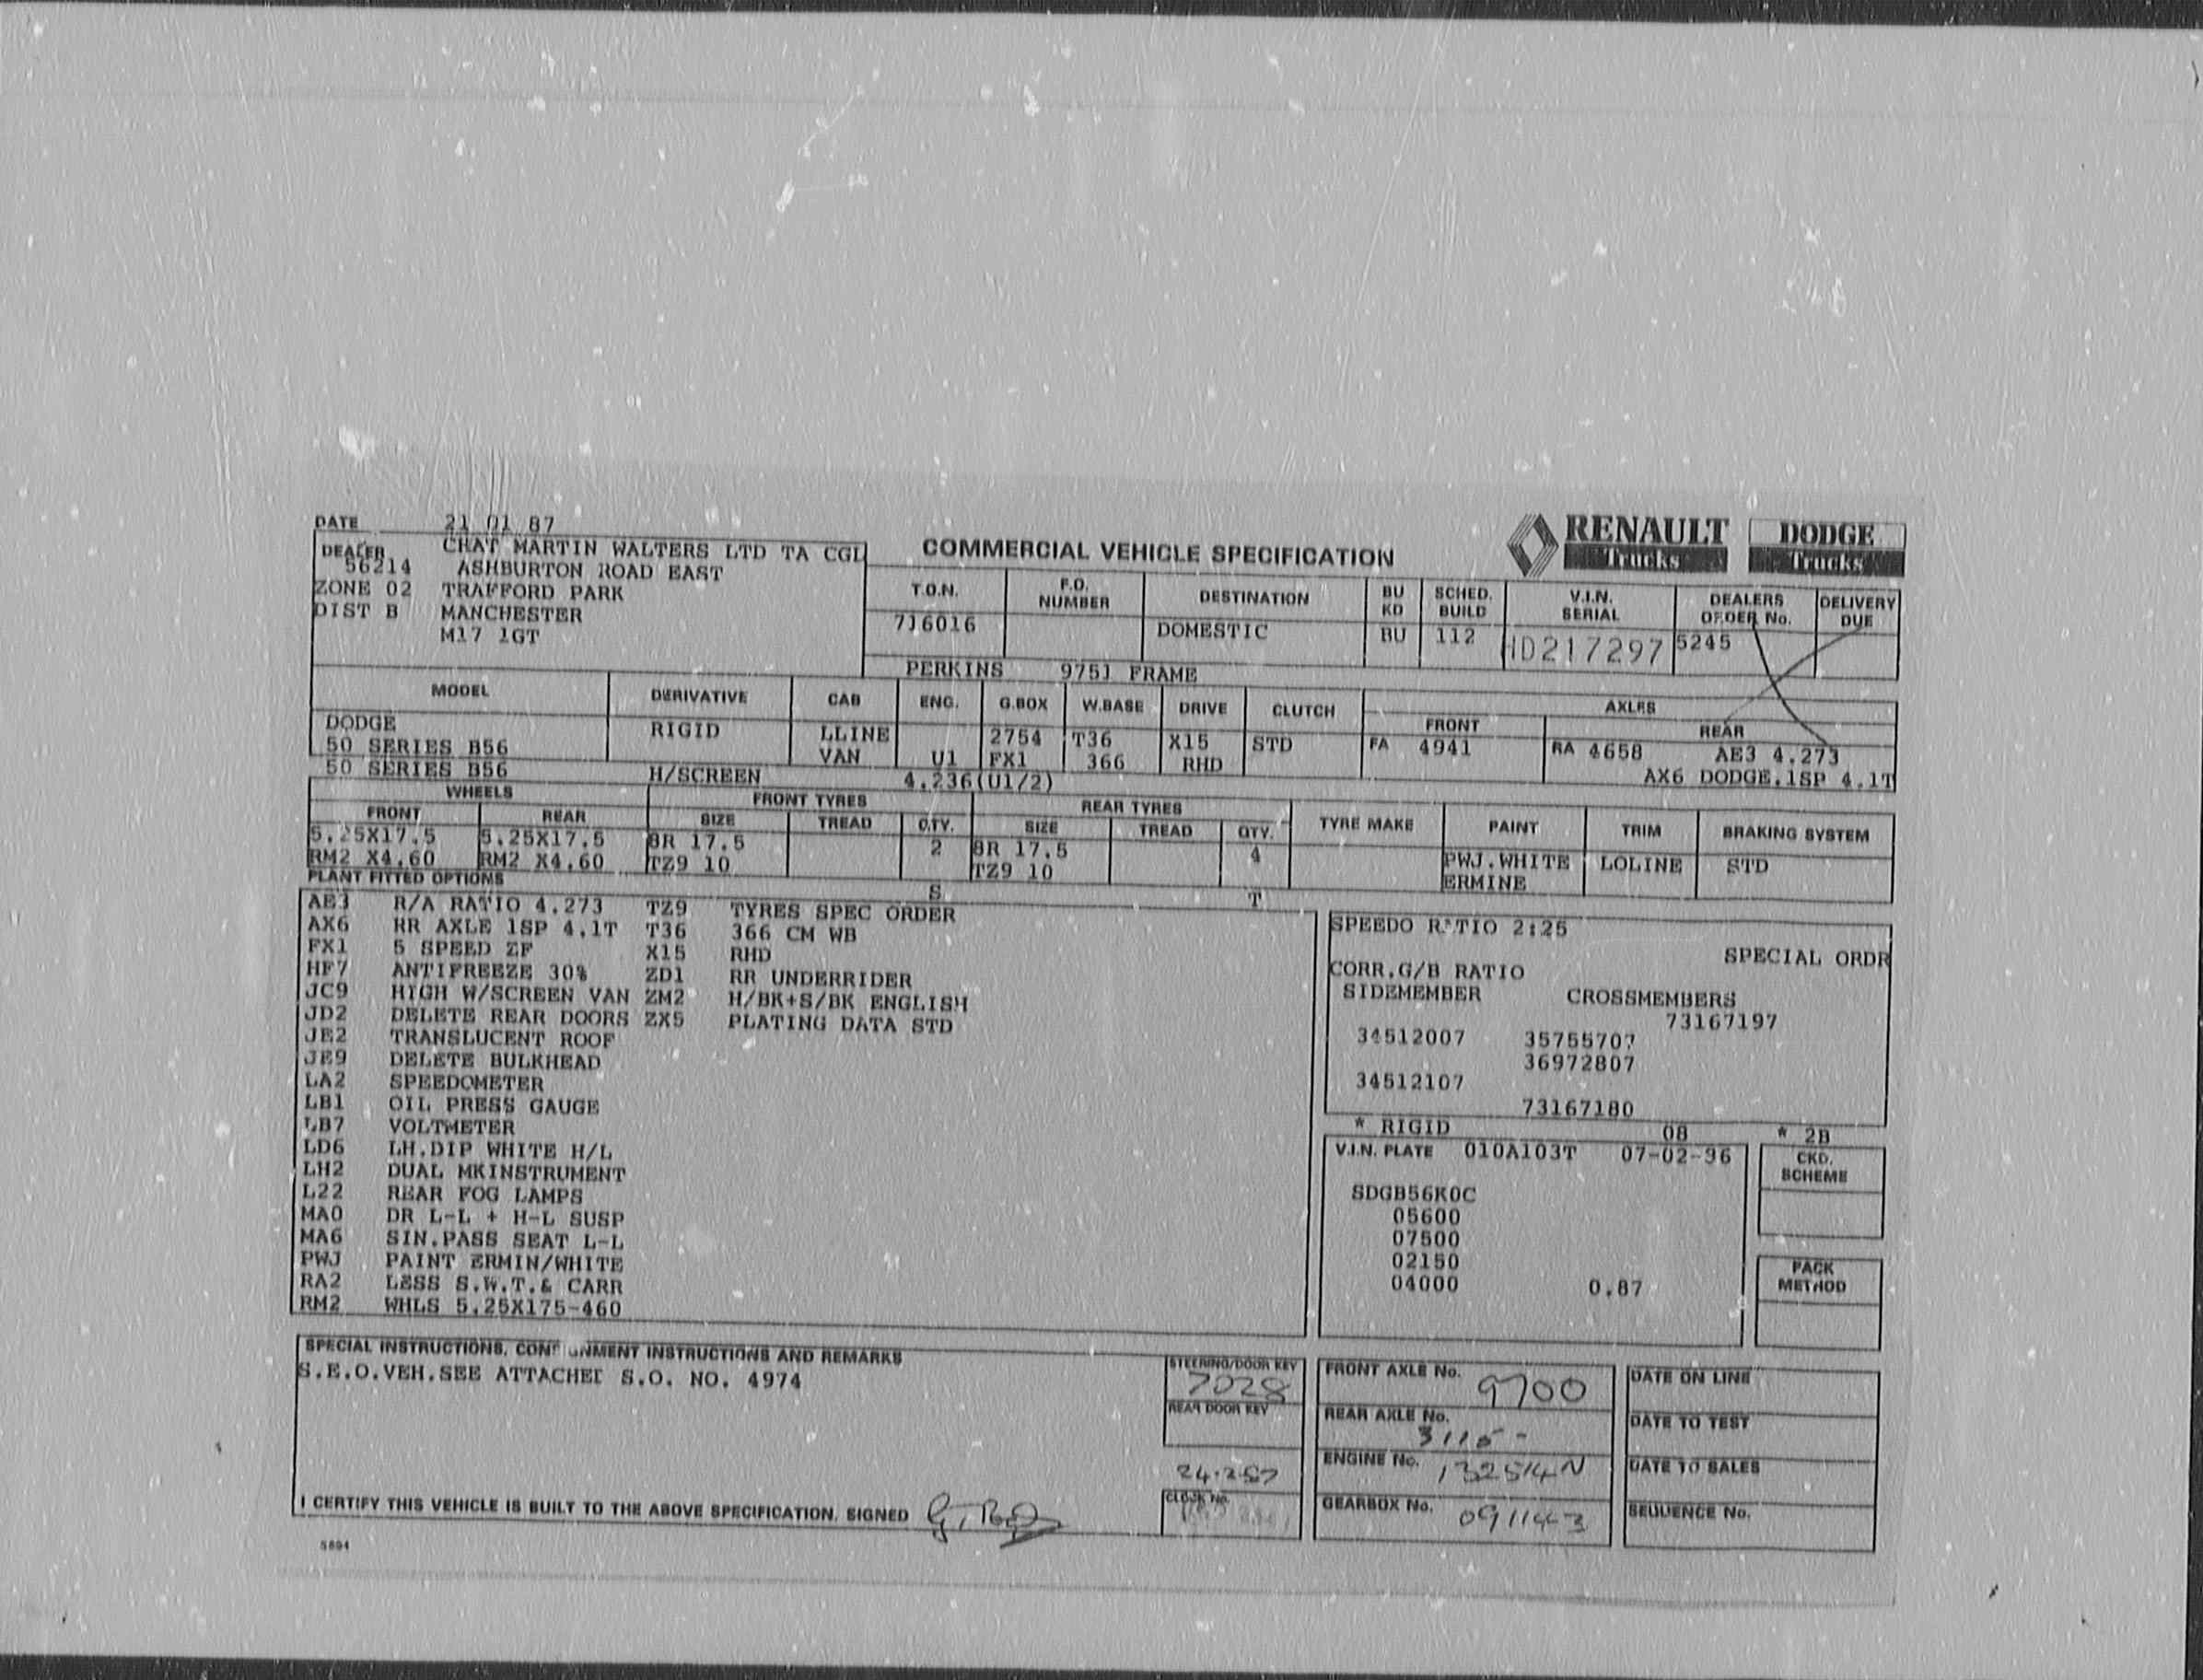 DATE 21 01 87
RENAULT Trucks
DODGE Trucks
COMMERCIAL VEHICLE SPECIFICATION
DEALER CHAT MARTIN WALTERS LTD TA CGL
56214 ASHBURTON ROAD EAST
ZONE 02 TRAFFORD PARK
DIST B MANCHESTER
M17 1GT
T.O.N. F.O. NUMBER DESTINATION BU KD SCHED. BUILD V.I.N. SERIAL DEALERS ORDER No. DELIVERY DUE
716016 DOMESTIC BU 112 HD217297 5245
PERKINS 975J FRAME
MODEL DERIVATIVE CAB ENG. G.BOX W.BASE DRIVE CLUTCH AXLES
FRONT REAR
DODGE RIGID LLINE 2754 T36 X15 STD FA 4941 RA 4658 AE3 4.273
50 SERIES B56 VAN U1 FX1 366 RHD
50 SERIES B56 H/SCREEN 4.236(U1/2) AX6 DODGE.1SP 4.1T
WHEELS FRONT TYRES REAR TYRES TYRE MAKE PAINT TRIM BRAKING SYSTEM
FRONT REAR SIZE TREAD QTY. SIZE TREAD QTY.
5.25X17.5 5.25X17.5 8R 17.5 2 8R 17.5 4 PWJ.WHITE LOLINE STD
RM2 X4.60 RM2 X4.60 TZ9 10 TZ9 10 ERMINE
PLANT FITTED OPTIONS S T
AE3 R/A RATIO 4.273 TZ9 TYRES SPEC ORDER
AX6 RR AXLE 1SP 4.1T T36 366 CM WB
FX1 5 SPEED ZF X15 RHD
HF7 ANTIFREEZE 30% ZD1 RR UNDERRIDER
JC9 HIGH W/SCREEN VAN ZM2 H/BK+S/BK ENGLISH
JD2 DELETE REAR DOORS ZX5 PLATING DATA STD
JE2 TRANSLUCENT ROOF
JE9 DELETE BULKHEAD
LA2 SPEEDOMETER
LB1 OIL PRESS GAUGE
LB7 VOLTMETER
LD6 LH.DIP WHITE H/L
LH2 DUAL MKINSTRUMENT
L22 REAR FOG LAMPS
MA0 DR L-L + H-L SUSP
MA6 SIN.PASS SEAT L-L
PWJ PAINT ERMIN/WHITE
RA2 LESS S.W.T.& CARR
RM2 WHLS 5.25X175-460
SPEEDO RATIO 2:25
SPECIAL ORDR
CORR.G/B RATIO
SIDEMEMBER CROSSMEMBERS
73167197
34512007 35755707
36972807
34512107
73167180
* RIGID 08 * 2B
V.I.N. PLATE 010A103T 07-02-96
SDGB56K0C
05600
07500
02150
04000 0.87
CKD. SCHEME
PACK METHOD
SPECIAL INSTRUCTIONS, CONSIGNMENT INSTRUCTIONS AND REMARKS
S.E.O.VEH.SEE ATTACHED S.O. NO. 4974
STEERING/DOOR KEY
7028
REAR DOOR KEY
24.2.87
CLOCK No.
FRONT AXLE No. 9700
REAR AXLE No. 3115 -
ENGINE No. 132514N
GEARBOX No. 0911443
DATE ON LINE
DATE TO TEST
DATE TO SALES
SEQUENCE No.
I CERTIFY THIS VEHICLE IS BUILT TO THE ABOVE SPECIFICATION. SIGNED
5894